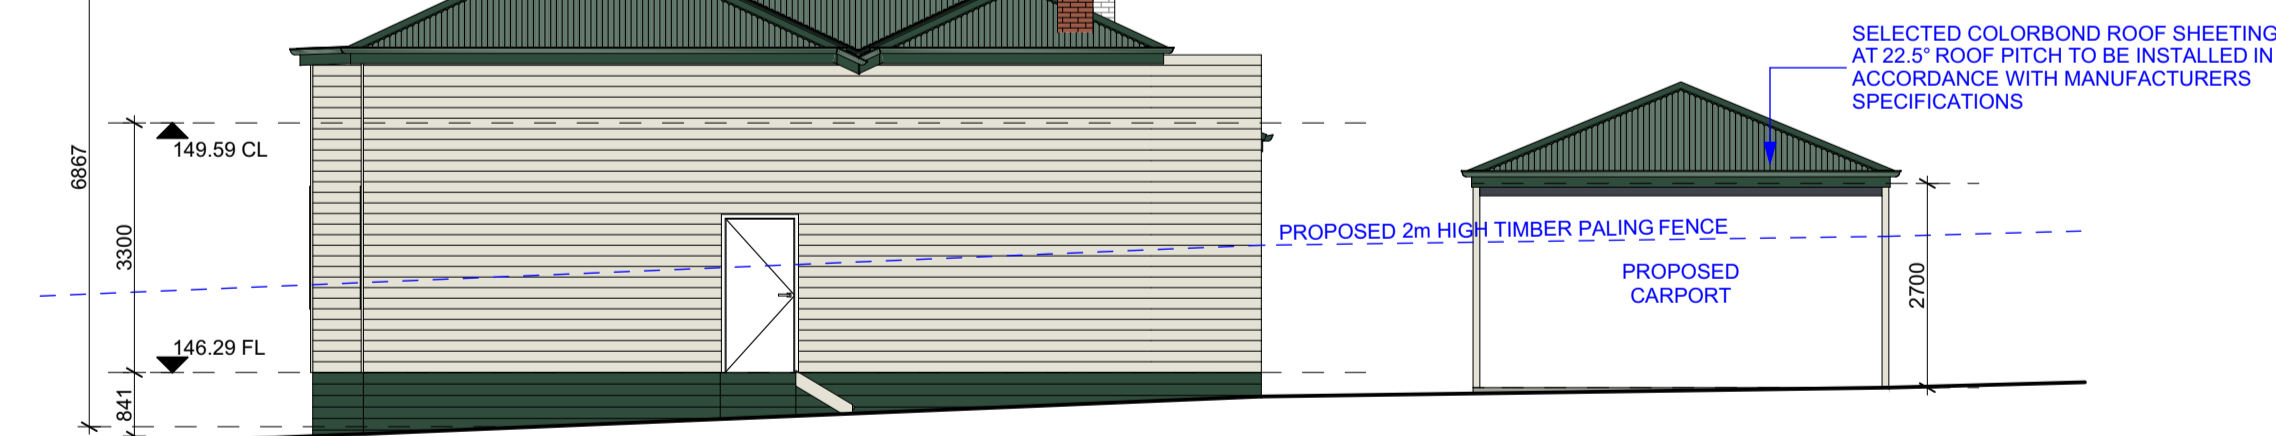 SELECTED COLORBOND ROOF SHEETING
AT 22.5° ROOF PITCH TO BE INSTALLED IN
ACCORDANCE WITH MANUFACTURERS
SPECIFICATIONS
149.59 CL
6867
3300
PROPOSED 2m HIGH TIMBER PALING FENCE
PROPOSED
CARPORT
2700
146.29 FL
841